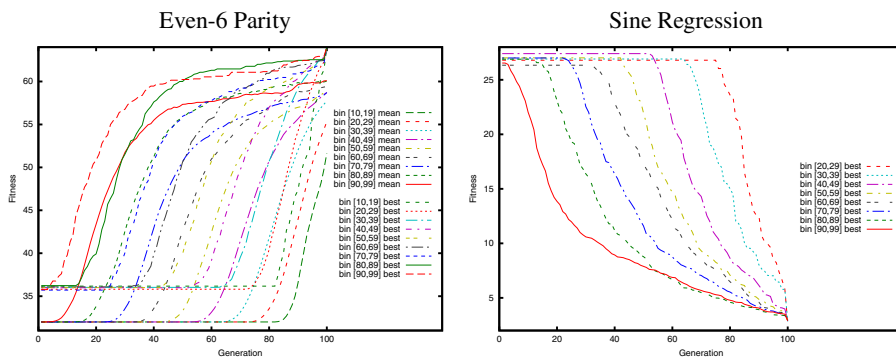 Even-6 Parity
60
55
50
45
40
35
0
20
40
60
80
100
Fitness
Generation
bin [10,19] mean
bin [20,29] mean
bin [30,39] mean
bin [40,49] mean
bin [50,59] mean
bin [60,69] mean
bin [70,79] mean
bin [80,89] mean
bin [90,99] mean
bin [10,19] best
bin [20,29] best
bin [30,39] best
bin [40,49] best
bin [50,59] best
bin [60,69] best
bin [70,79] best
bin [80,89] best
bin [90,99] best
Sine Regression
25
20
15
10
5
0
20
40
60
80
100
Fitness
Generation
bin [20,29] best
bin [30,39] best
bin [40,49] best
bin [50,59] best
bin [60,69] best
bin [70,79] best
bin [80,89] best
bin [90,99] best